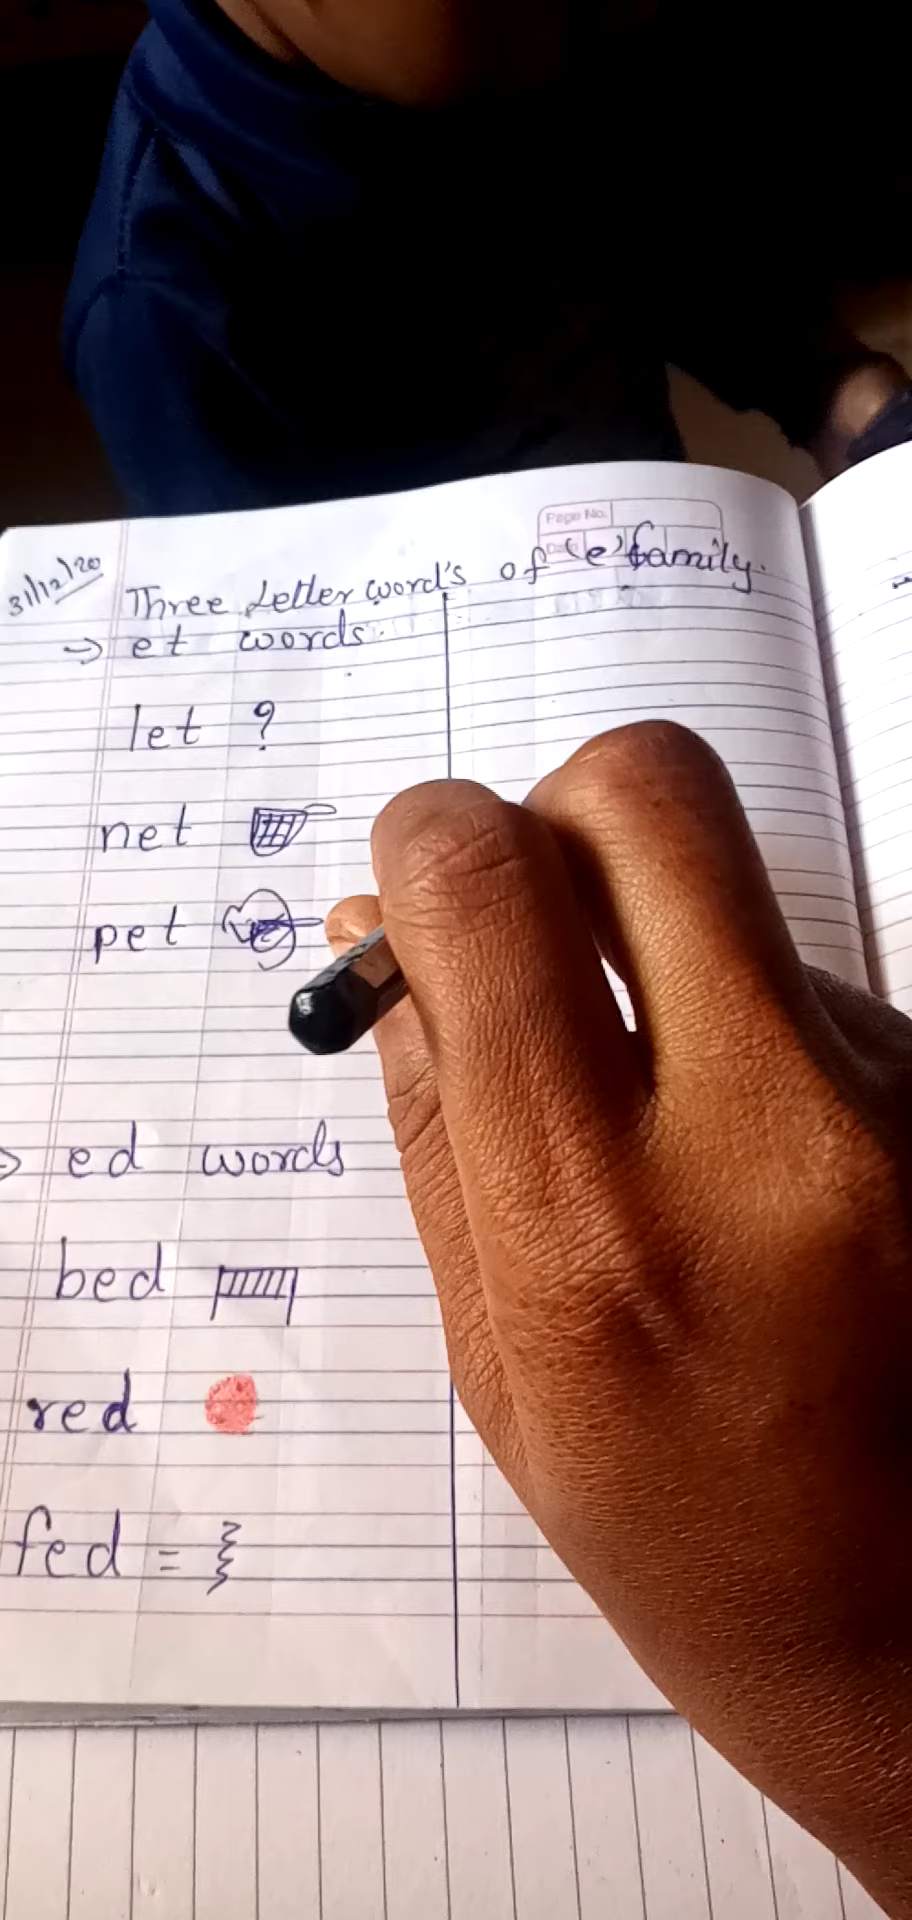 Page No.
31/12/20
Three Letter word's of 'e' family.
→ et words.
let ?
net
pet
→ ed words
bed
red
fed =